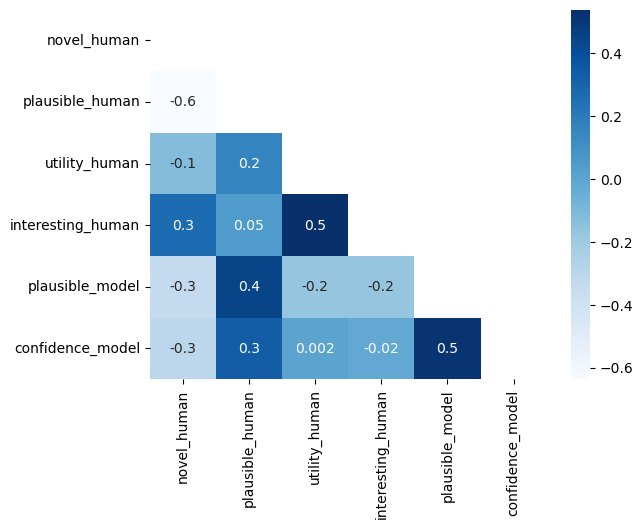 novel_human
plausible_human
-0.6
utility_human
-0.1 0.2
interesting_human
0.3 0.05 0.5
plausible_model
-0.3 0.4 -0.2 -0.2
confidence_model
-0.3 0.3 0.002 -0.02 0.5
novel_human
plausible_human
utility_human
interesting_human
plausible_model
confidence_model
0.4
0.2
0.0
−0.2
−0.4
−0.6